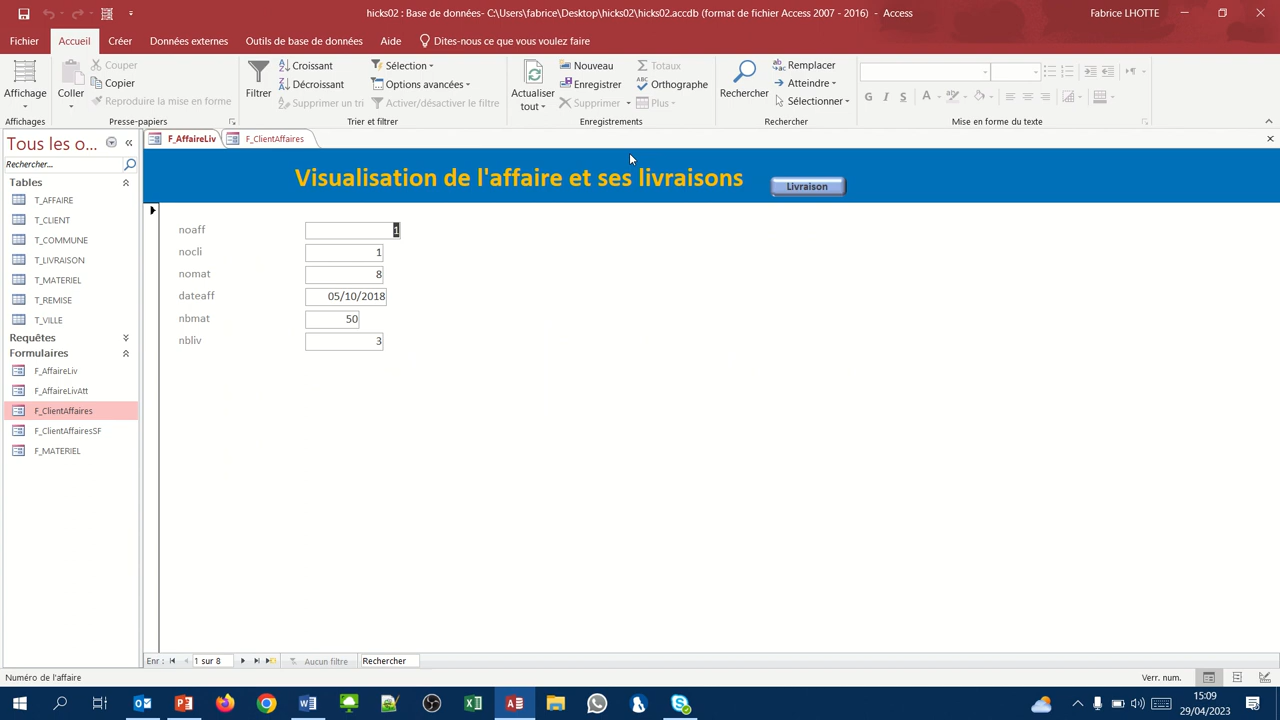 hicks02 : Base de données- C:\Users\fabrice\Desktop\hicks02\hicks02.accdb (format de fichier Access 2007 - 2016) - Access
Fabrice LHOTTE
Fichier Accueil Créer Données externes Outils de base de données Aide Dites-nous ce que vous voulez faire
Affichage
Affichages
Coller
Couper
Copier
Reproduire la mise en forme
Presse-papiers
Filtrer
Croissant
Décroissant
Supprimer un tri
Sélection
Options avancées
Activer/désactiver le filtre
Trier et filtrer
Actualiser
tout
Nouveau
Enregistrer
Supprimer
Totaux
Orthographe
Plus
Enregistrements
Rechercher
Remplacer
Atteindre
Sélectionner
Rechercher
G I S
A
A
Mise en forme du texte
Tous les o...
Rechercher...
Tables
T_AFFAIRE
T_CLIENT
T_COMMUNE
T_LIVRAISON
T_MATERIEL
T_REMISE
T_VILLE
Requêtes
Formulaires
F_AffaireLiv
F_AffaireLivAtt
F_ClientAffaires
F_ClientAffairesSF
F_MATERIEL
F_AffaireLiv F_ClientAffaires
Visualisation de l'affaire et ses livraisons
Livraison
noaff 1
nocli 1
nomat 8
dateaff 05/10/2018
nbmat 50
nbliv 3
Enr : 1 sur 8 Aucun filtre Rechercher
Numéro de l'affaire
Verr. num.
15:09
29/04/2023